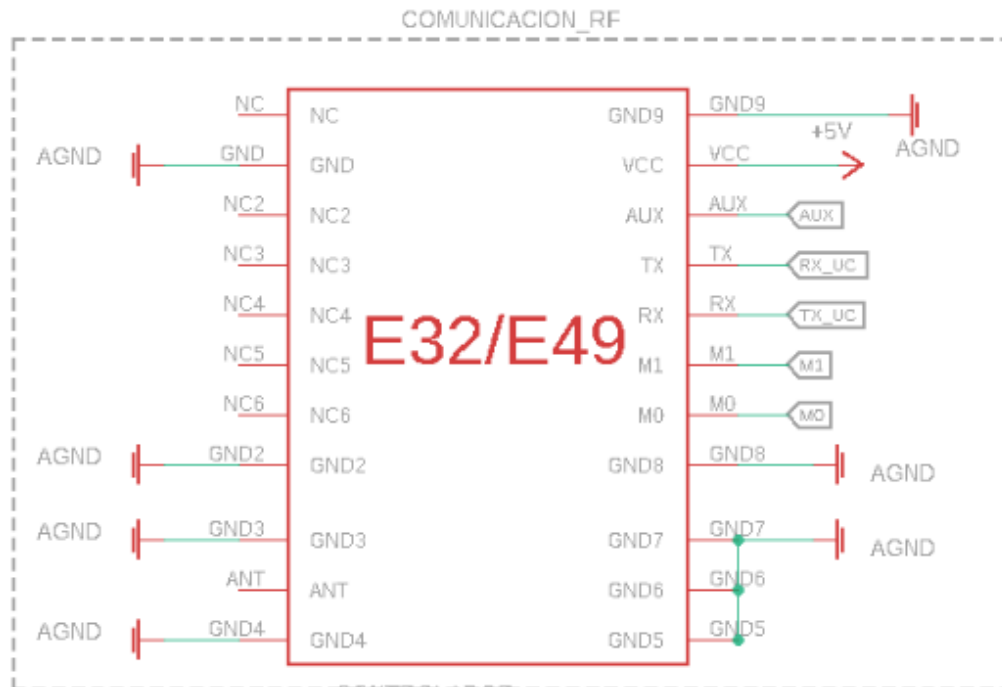 COMUNICACION_RF
NC NC GND9 GND9
+5V
AGND GND GND VCC VCC AGND
NC2 NC2 AUX AUX AUX
NC3 NC3 TX TX RX_UC
NC4 NC4 RX RX TX_UC
E32/E49
NC5 NC5 M1 M1 M1
NC6 NC6 M0 M0 M0
AGND GND2 GND2 GND8 GND8 AGND
AGND GND3 GND3 GND7 GND7 AGND
ANT ANT GND6 GND6
AGND GND4 GND4 GND5 GND5